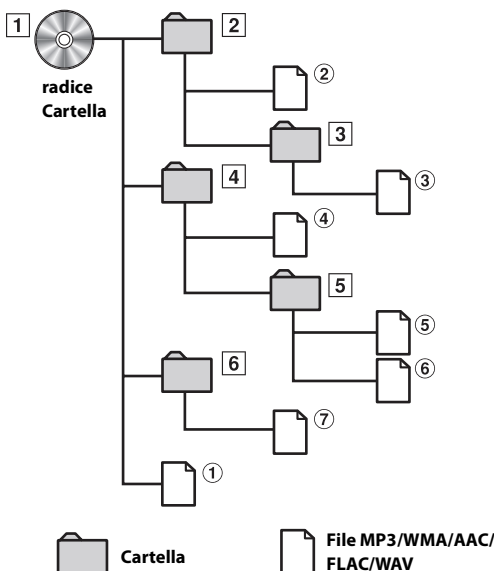 1
2
radice
Cartella
②
3
③
4
④
5
⑤
⑥
6
⑦
①
Cartella
File MP3/WMA/AAC/
FLAC/WAV